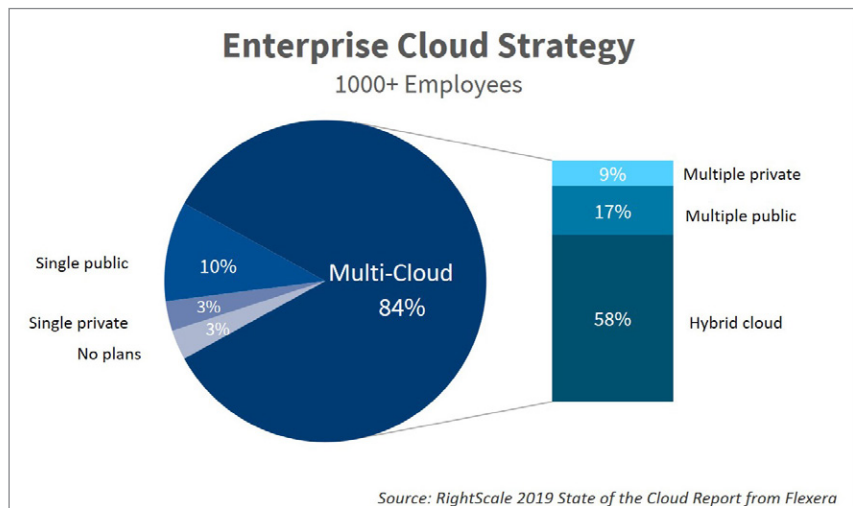 Enterprise Cloud Strategy
1000+ Employees
9%
Multiple private
17%
Multiple public
Single public
10%
Multi-Cloud
84%
3%
Single private
3%
No plans
58%
Hybrid cloud
Source: RightScale 2019 State of the Cloud Report from Flexera